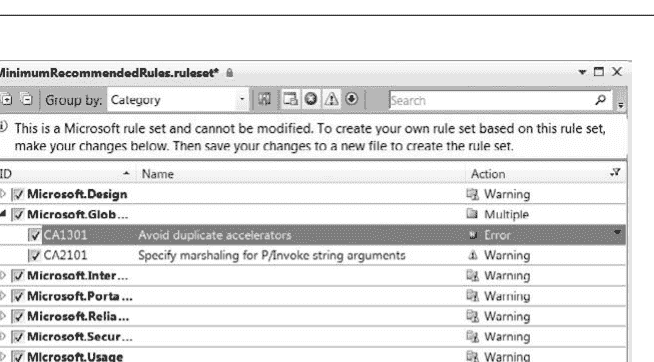 MinimumRecommendedRules.ruleset*
Group by: Category Search
This is a Microsoft rule set and cannot be modified. To create your own rule set based on this rule set,
make your changes below. Then save your changes to a new file to create the rule set.
ID Name Action
Microsoft.Design Warning
Microsoft.Glob... Multiple
CA1301 Avoid duplicate accelerators Error
CA2101 Specify marshaling for P/Invoke string arguments Warning
Microsoft.Inter... Warning
Microsoft.Porta... Warning
Microsoft.Relia... Warning
Microsoft.Secur... Warning
Microsoft.Usage Warning